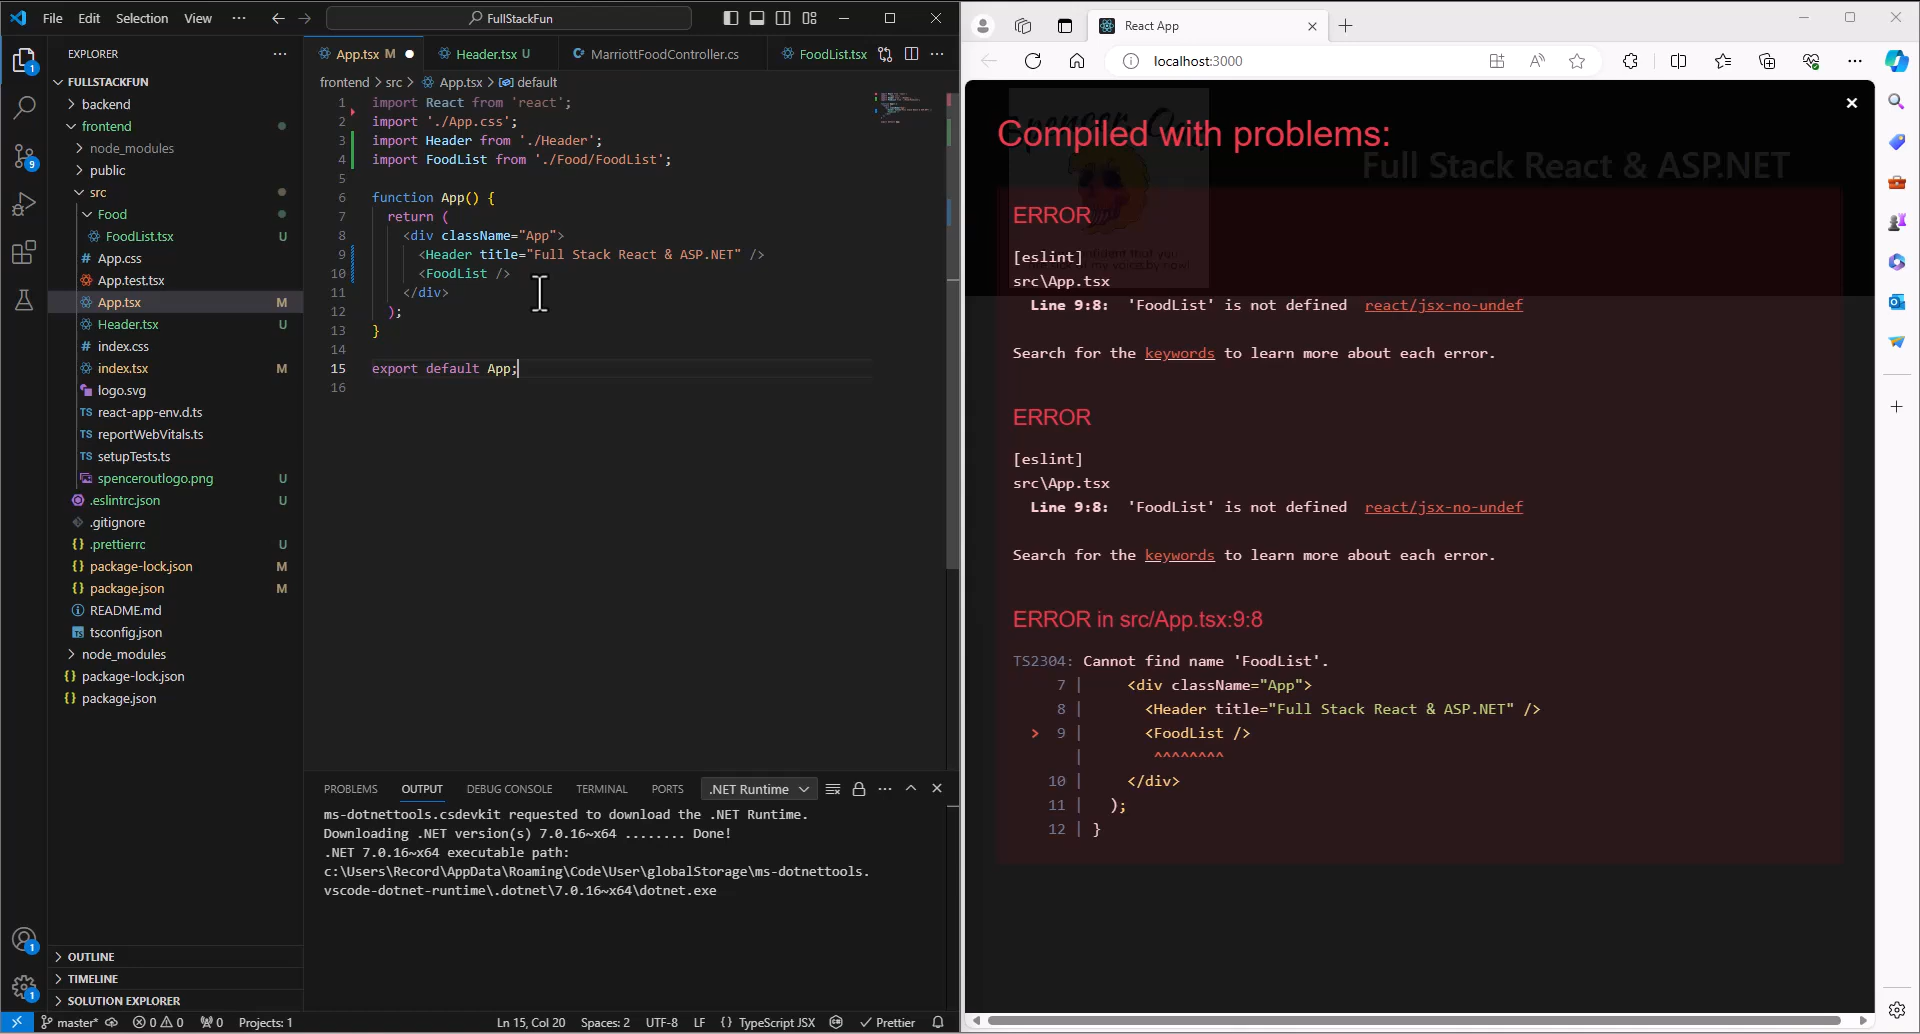 File Edit Selection View ··· FullStackFun
EXPLORER
FULLSTACKFUN
backend
frontend
node_modules
public
src
Food
FoodList.tsx U
App.css
App.test.tsx
App.tsx M
Header.tsx U
index.css
index.tsx M
logo.svg
react-app-env.d.ts
reportWebVitals.ts
setupTests.ts
spenceroutlogo.png U
.eslintrc.json U
.gitignore
.prettierrc U
package-lock.json M
package.json M
README.md
tsconfig.json
node_modules
package-lock.json
package.json
OUTLINE
TIMELINE
SOLUTION EXPLORER
App.tsx M Header.tsx U MarriottFoodController.cs FoodList.tsx
frontend > src > App.tsx > default
1 import React from 'react';
2 import './App.css';
3 import Header from './Header';
4 import FoodList from './Food/FoodList';
5
6 function App() {
7 return (
8 <div className="App">
9 <Header title="Full Stack React & ASP.NET" />
10 <FoodList />
11 </div>
12 );
13 }
14
15 export default App;
16
PROBLEMS OUTPUT DEBUG CONSOLE TERMINAL PORTS .NET Runtime
ms-dotnettools.csdevkit requested to download the .NET Runtime.
Downloading .NET version(s) 7.0.16~x64 ........ Done!
.NET 7.0.16~x64 executable path:
c:\Users\Record\AppData\Roaming\Code\User\globalStorage\ms-dotnettools.
vscode-dotnet-runtime\.dotnet\7.0.16~x64\dotnet.exe
master* 0 0 0 Projects: 1 Ln 15, Col 20 Spaces: 2 UTF-8 LF {} TypeScript JSX Prettier
React App
localhost:3000
Compiled with problems:
Full Stack React & ASP.NET
ERROR
[eslint]
src\App.tsx
Line 9:8: 'FoodList' is not defined react/jsx-no-undef
Search for the keywords to learn more about each error.
ERROR
[eslint]
src\App.tsx
Line 9:8: 'FoodList' is not defined react/jsx-no-undef
Search for the keywords to learn more about each error.
ERROR in src/App.tsx:9:8
TS2304: Cannot find name 'FoodList'.
7 | <div className="App">
8 | <Header title="Full Stack React & ASP.NET" />
> 9 | <FoodList />
| ^^^^^^^^
10 | </div>
11 | );
12 | }